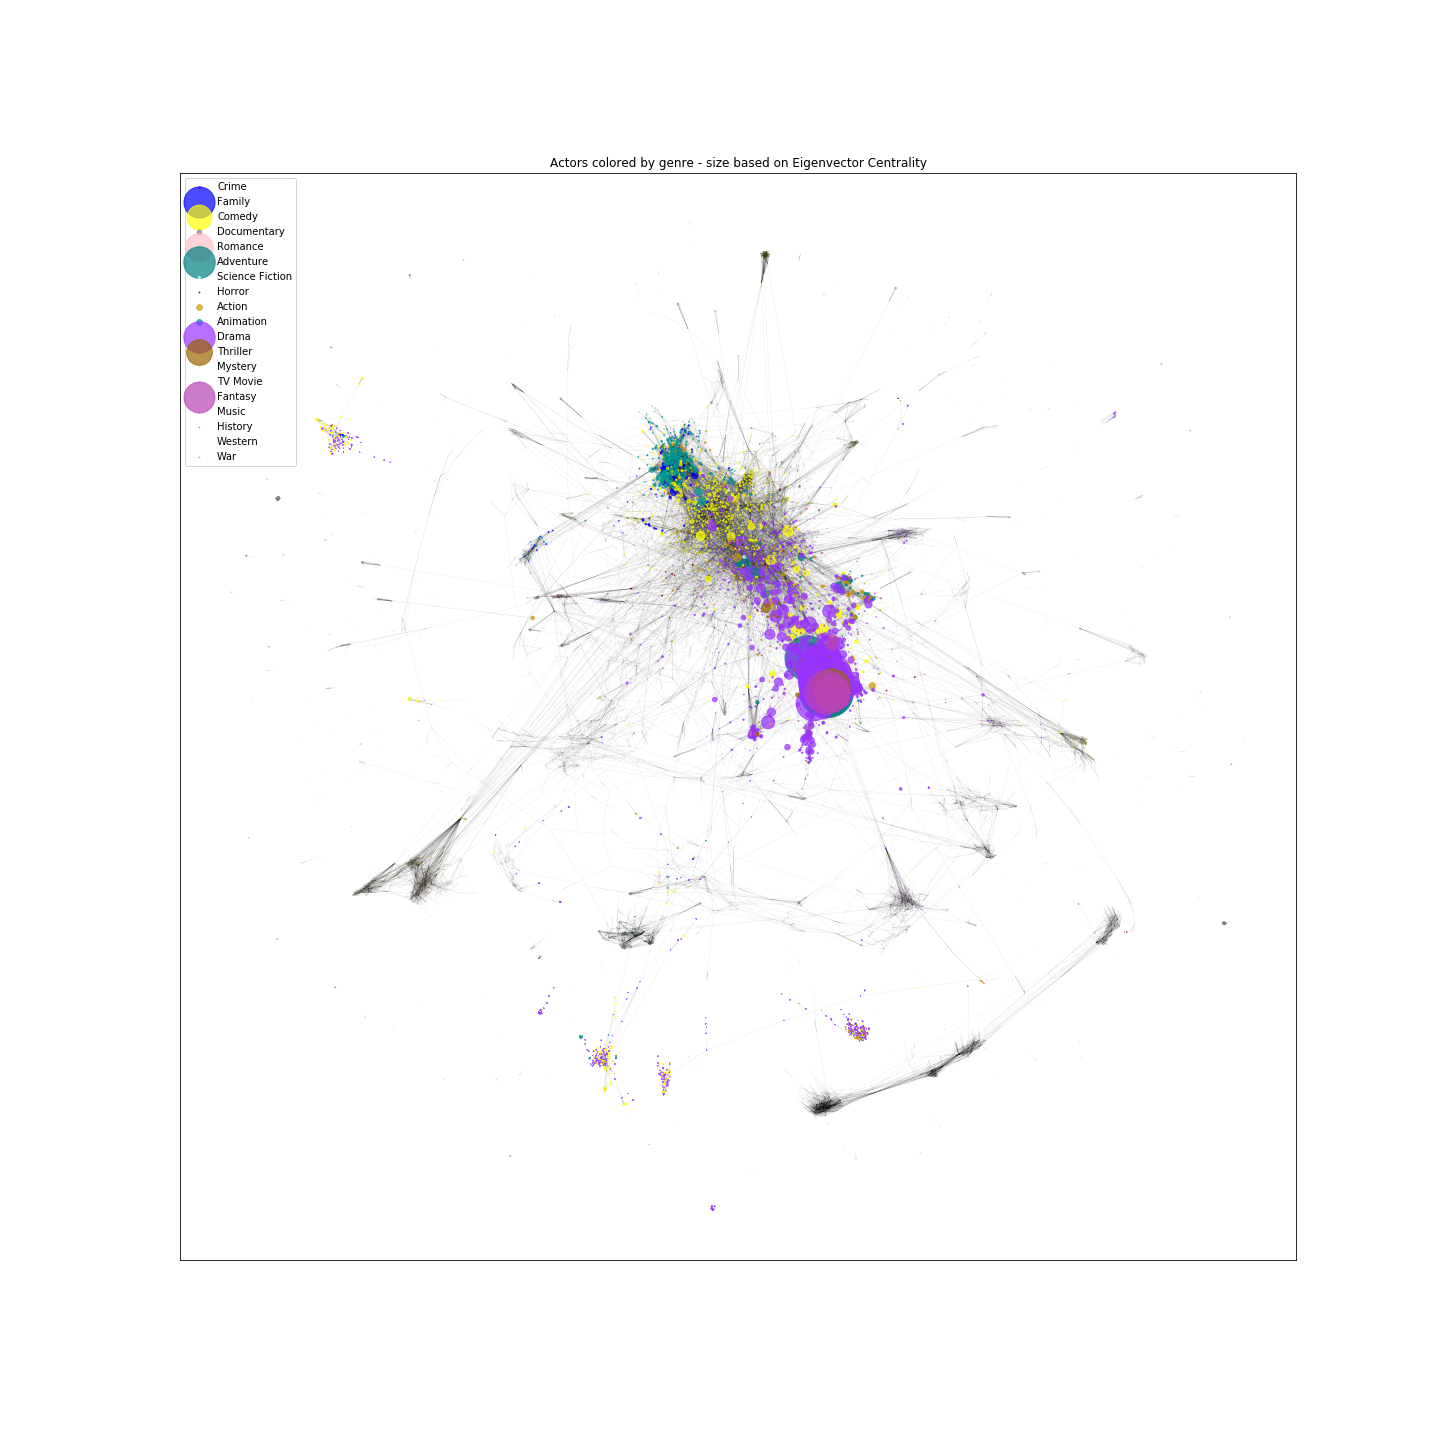 Actors colored by genre - size based on Eigenvector Centrality
Crime
Family
Comedy
Documentary
Romance
Adventure
Science Fiction
Horror
Action
Animation
Drama
Thriller
Mystery
TV Movie
Fantasy
Music
History
Western
War